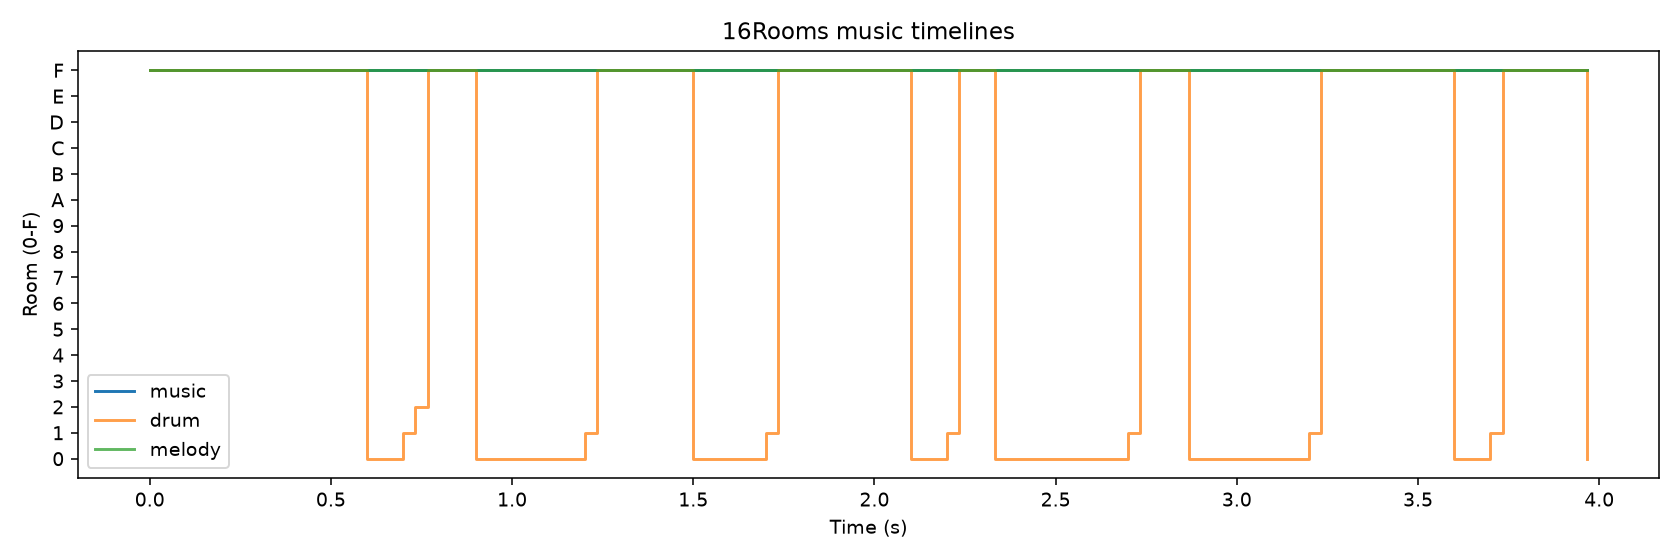 16Rooms music timelines
Room (0-F)
F
E
D
C
B
A
9
8
7
6
5
4
3
2
1
0
music
drum
melody
0.0 0.5 1.0 1.5 2.0 2.5 3.0 3.5 4.0
Time (s)